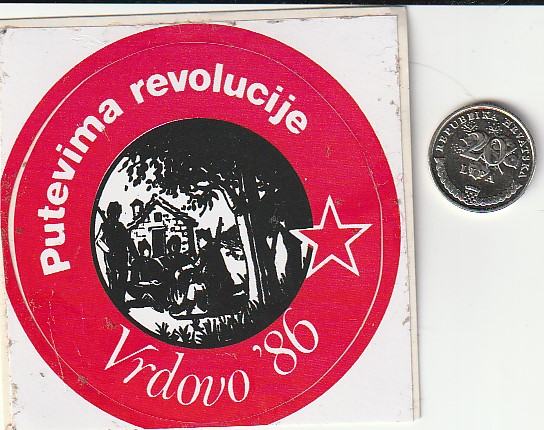 Putevima revolucije
Vrdovo '86
REPUBLIKA HRVATSKA
20
LIPA